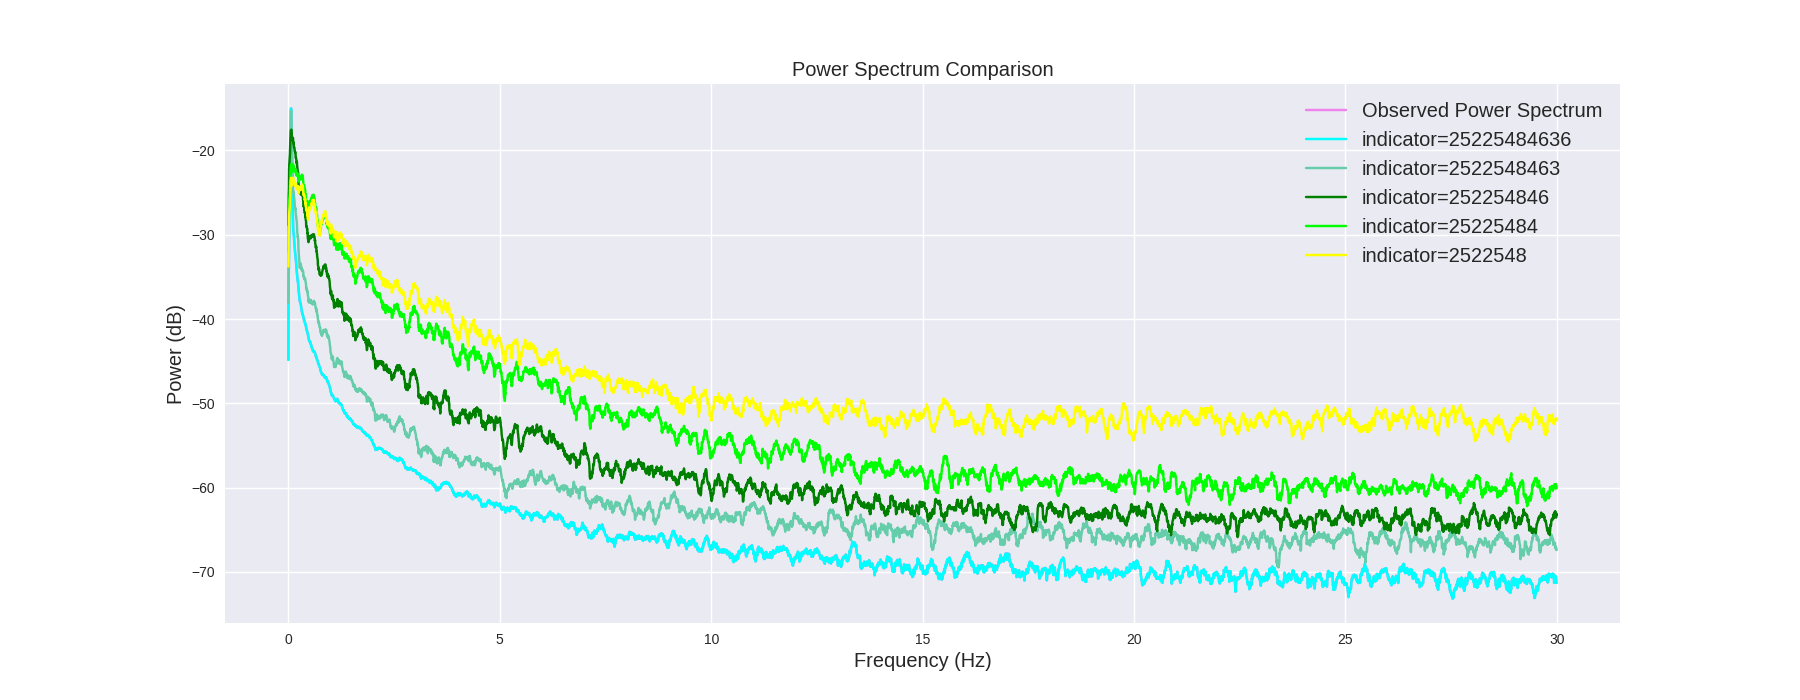 Power Spectrum Comparison
Observed Power Spectrum
indicator=25225484636
indicator=2522548463
indicator=252254846
indicator=25225484
indicator=2522548
Power (dB)
−20
−30
−40
−50
−60
−70
0 5 10 15 20 25 30
Frequency (Hz)